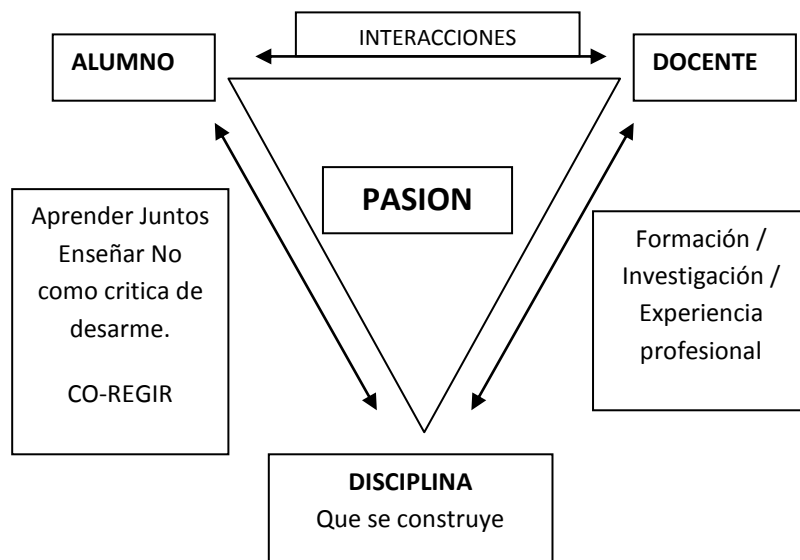 INTERACCIONES
ALUMNO
DOCENTE
PASION
Aprender Juntos
Enseñar No
como critica de
desarme.
CO-REGIR
Formación /
Investigación /
Experiencia
profesional
DISCIPLINA
Que se construye